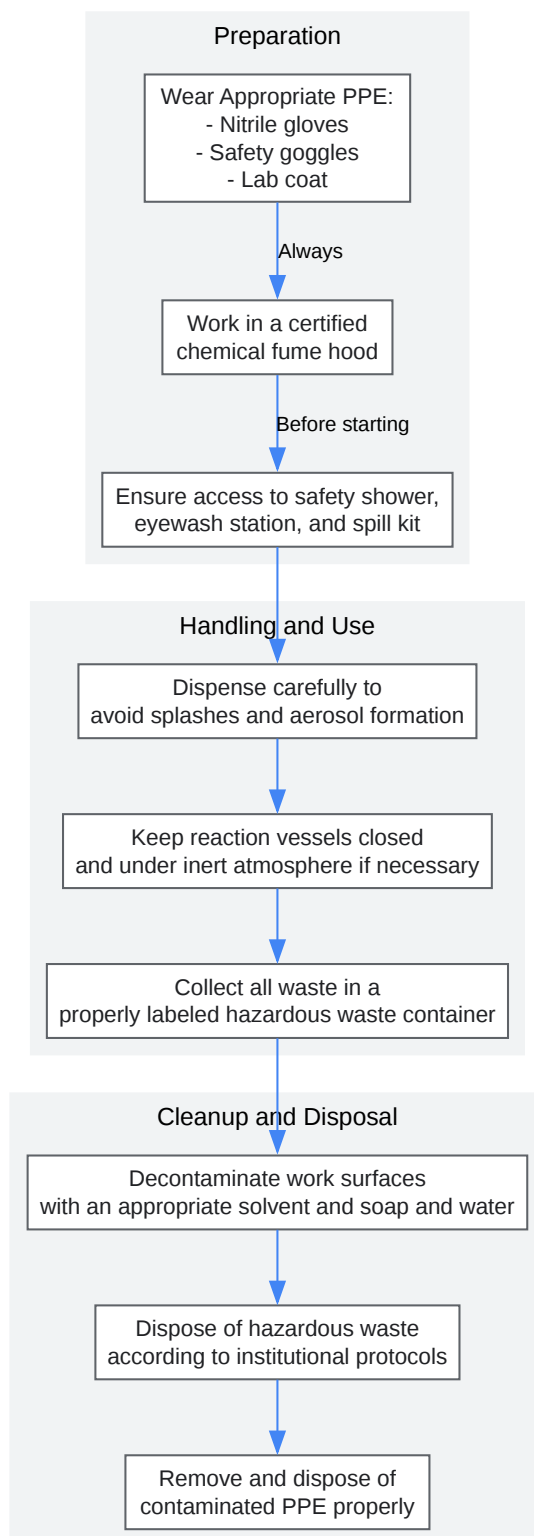 Preparation
Wear Appropriate PPE:
- Nitrile gloves
- Safety goggles
- Lab coat
Always
Work in a certified
chemical fume hood
Before starting
Ensure access to safety shower,
eyewash station, and spill kit
Handling and Use
Dispense carefully to
avoid splashes and aerosol formation
Keep reaction vessels closed
and under inert atmosphere if necessary
Collect all waste in a
properly labeled hazardous waste container
Cleanup and Disposal
Decontaminate work surfaces
with an appropriate solvent and soap and water
Dispose of hazardous waste
according to institutional protocols
Remove and dispose of
contaminated PPE properly